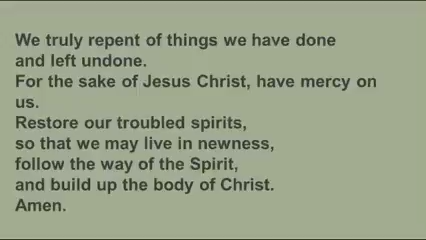 We truly repent of things we have done
and left undone.
For the sake of Jesus Christ, have mercy on
us.
Restore our troubled spirits,
so that we may live in newness,
follow the way of the Spirit,
and build up the body of Christ.
Amen.